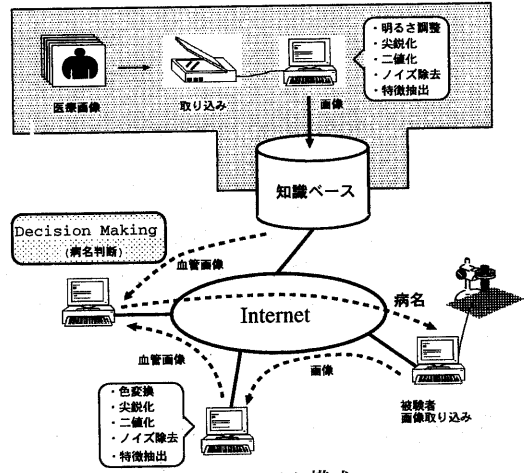 ・明るさ調整
・尖鋭化
・二値化
・ノイズ除去
・特徴抽出
医療画像
取り込み
画像
知識ベース
Decision Making
(病名判断)
血管画像
病名
Internet
血管画像
画像
被験者
画像取り込み
・色変換
・尖鋭化
・二値化
・ノイズ除去
・特徴抽出